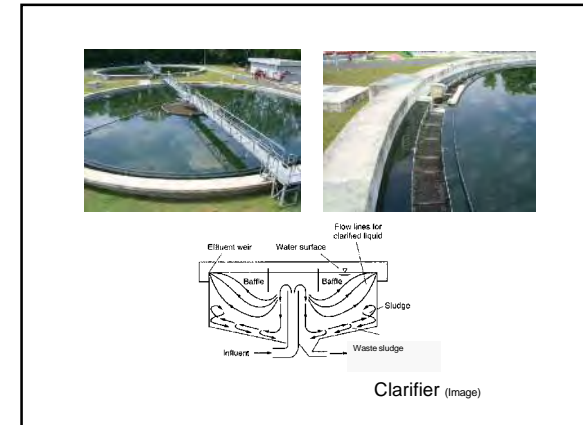 Flow lines for
clarified liquid
Effluent weir
Water surface
Baffle
Baffle
Sludge
Influent
Waste sludge
Clarifier (Image)